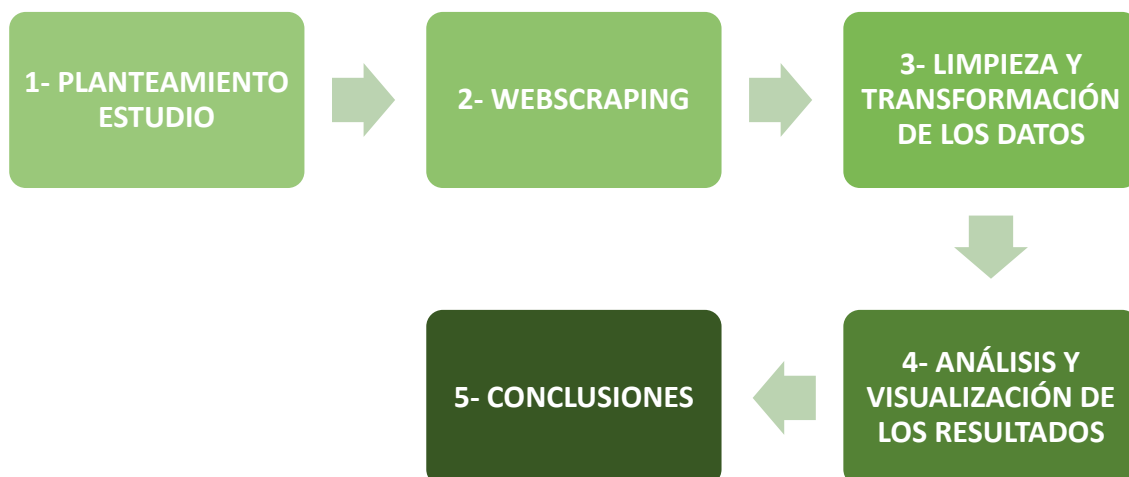 1- PLANTEAMIENTO
ESTUDIO
2- WEBSCRAPING
3- LIMPIEZA Y
TRANSFORMACIÓN
DE LOS DATOS
4- ANÁLISIS Y
VISUALIZACIÓN DE
LOS RESULTADOS
5- CONCLUSIONES